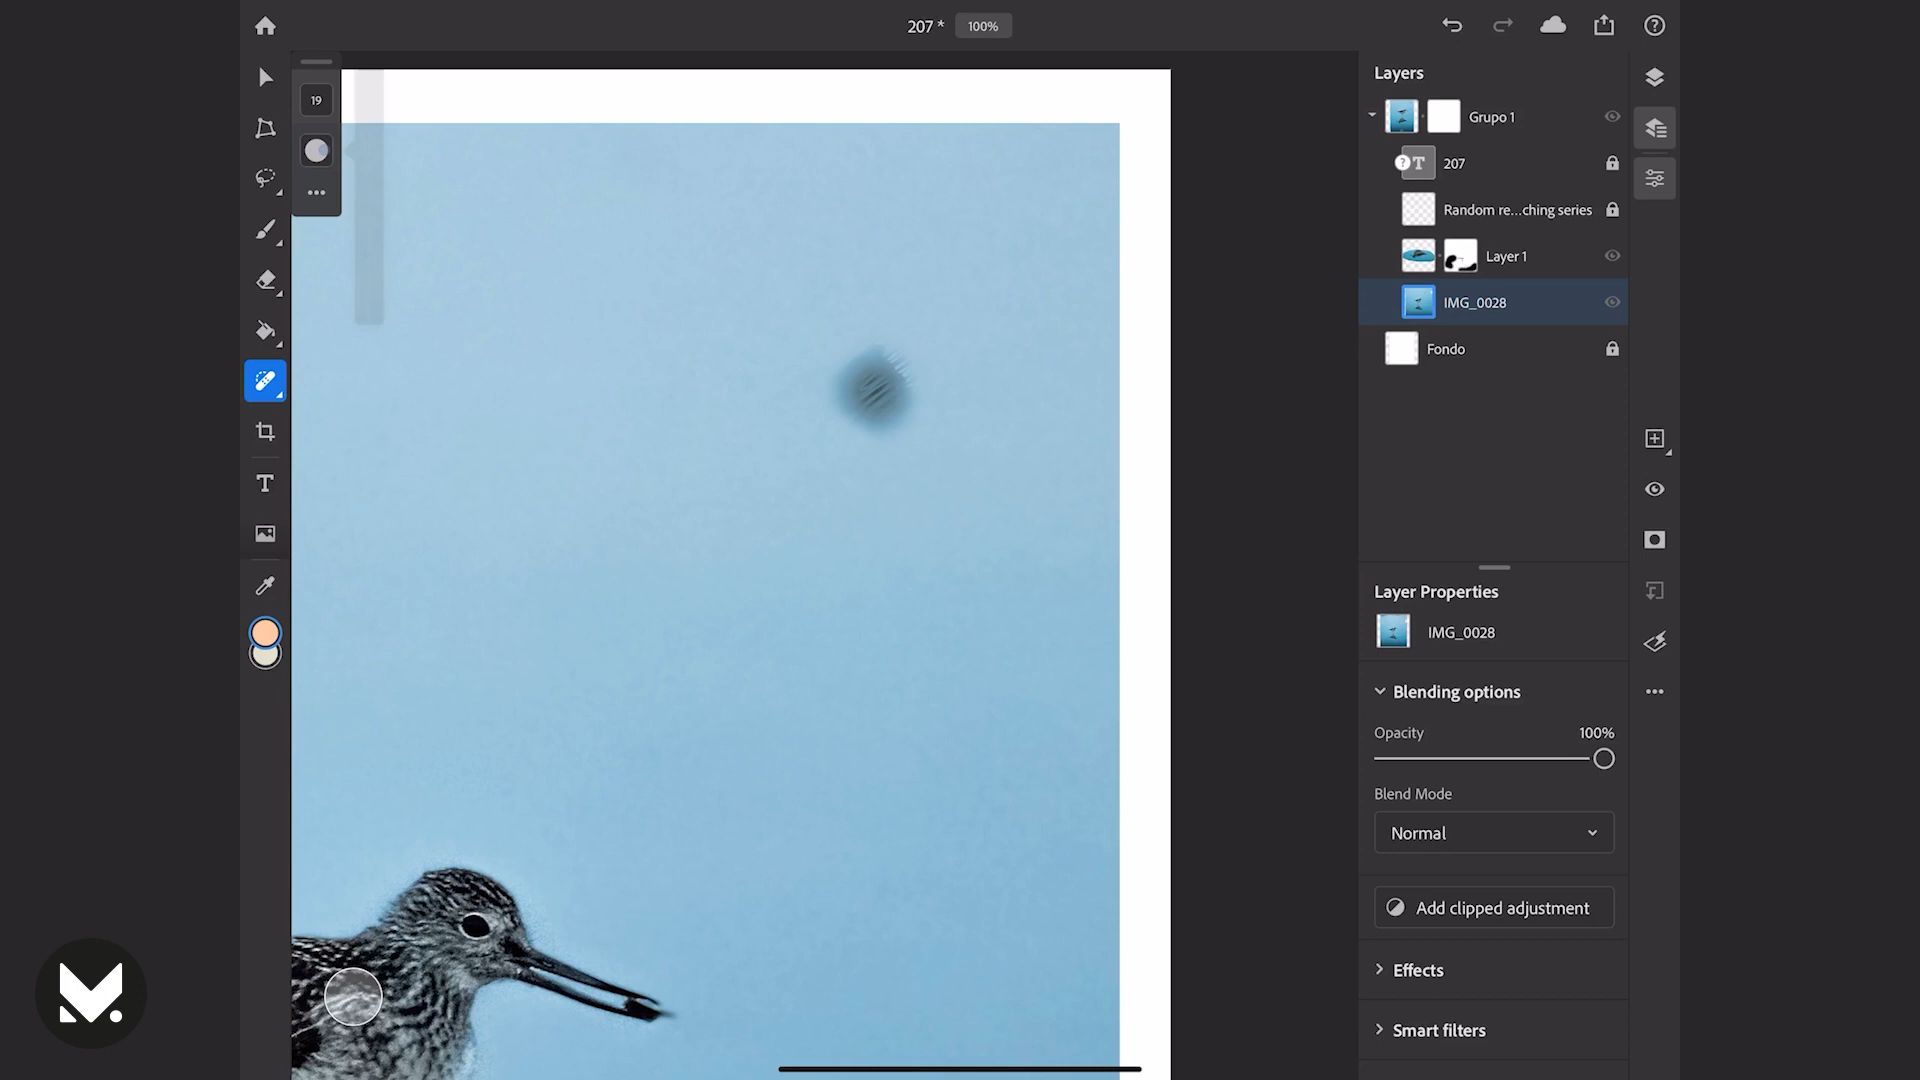 207 *
100%
19
Layers
Grupo 1
? T 207
Random re...ching series
Layer 1
IMG_0028
Fondo
Layer Properties
IMG_0028
Blending options
Opacity 100%
Blend Mode
Normal
Add clipped adjustment
Effects
Smart filters